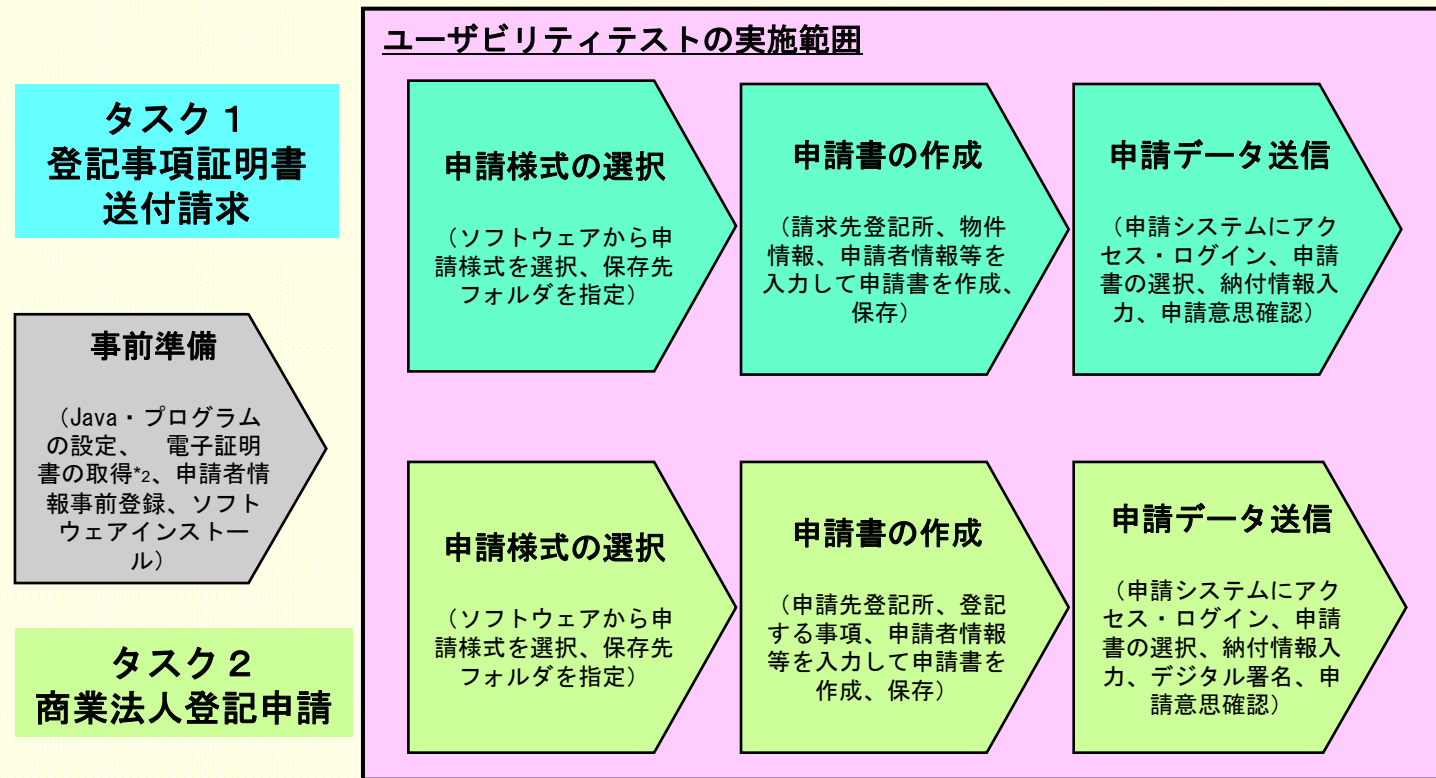 ユーザビリティテストの実施範囲
タスク１
登記事項証明書
送付請求
申請様式の選択
（ソフトウェアから申
請様式を選択、保存先
フォルダを指定）
申請書の作成
（請求先登記所、物件
情報、申請者情報等を
入力して申請書を作成、
保存）
申請データ送信
（申請システムにアク
セス・ログイン、申請
書の選択、納付情報入
力、申請意思確認）
事前準備
（Java・プログラム
の設定、　電子証明
書の取得*2、申請者情
報事前登録、ソフト
ウェアインストー
ル）
タスク２
商業法人登記申請
申請様式の選択
（ソフトウェアから申
請様式を選択、保存先
フォルダを指定）
申請書の作成
（申請先登記所、登記
する事項、申請者情報
等を入力して申請書を
作成、保存）
申請データ送信
（申請システムにアク
セス・ログイン、申請
書の選択、納付情報入
力、デジタル署名、申
請意思確認）